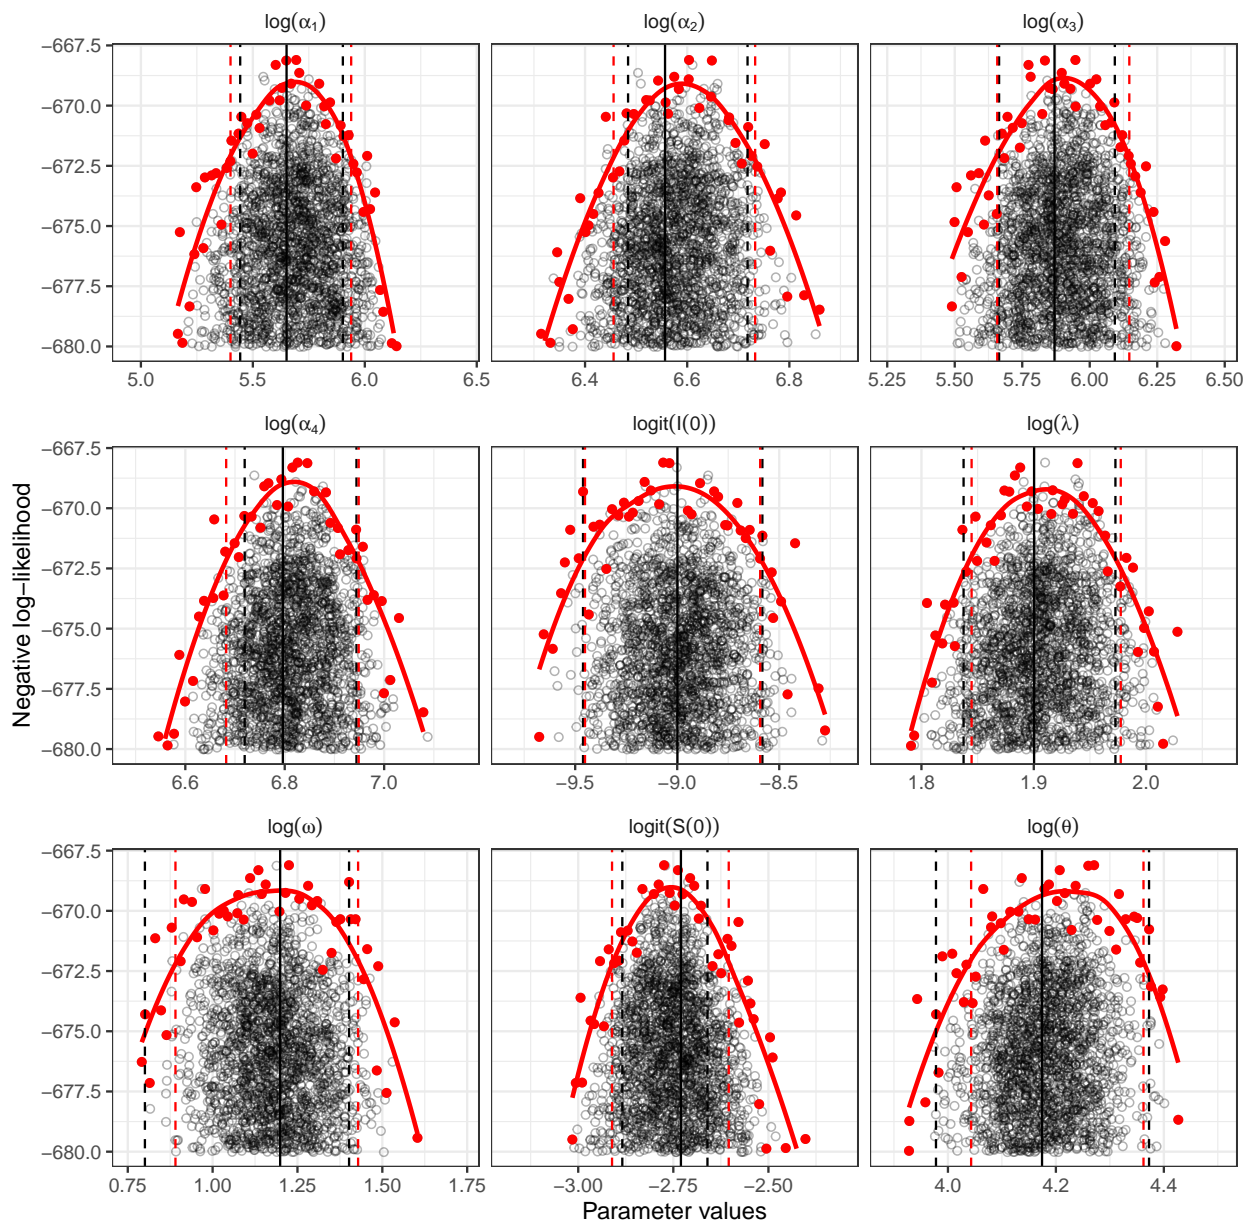 log(α₁) log(α₂) log(α₃)
−667.5
−670.0
−672.5
−675.0
−677.5
−680.0
5.0 5.5 6.0 6.5 6.4 6.6 6.8 5.25 5.50 5.75 6.00 6.25 6.50
log(α₄) logit(I(0)) log(λ)
−667.5
−670.0
−672.5
−675.0
−677.5
−680.0
Negative log−likelihood
6.6 6.8 7.0 −9.5 −9.0 −8.5 1.8 1.9 2.0
log(ω) logit(S(0)) log(θ)
−667.5
−670.0
−672.5
−675.0
−677.5
−680.0
0.75 1.00 1.25 1.50 1.75 −3.00 −2.75 −2.50 4.0 4.2 4.4
Parameter values